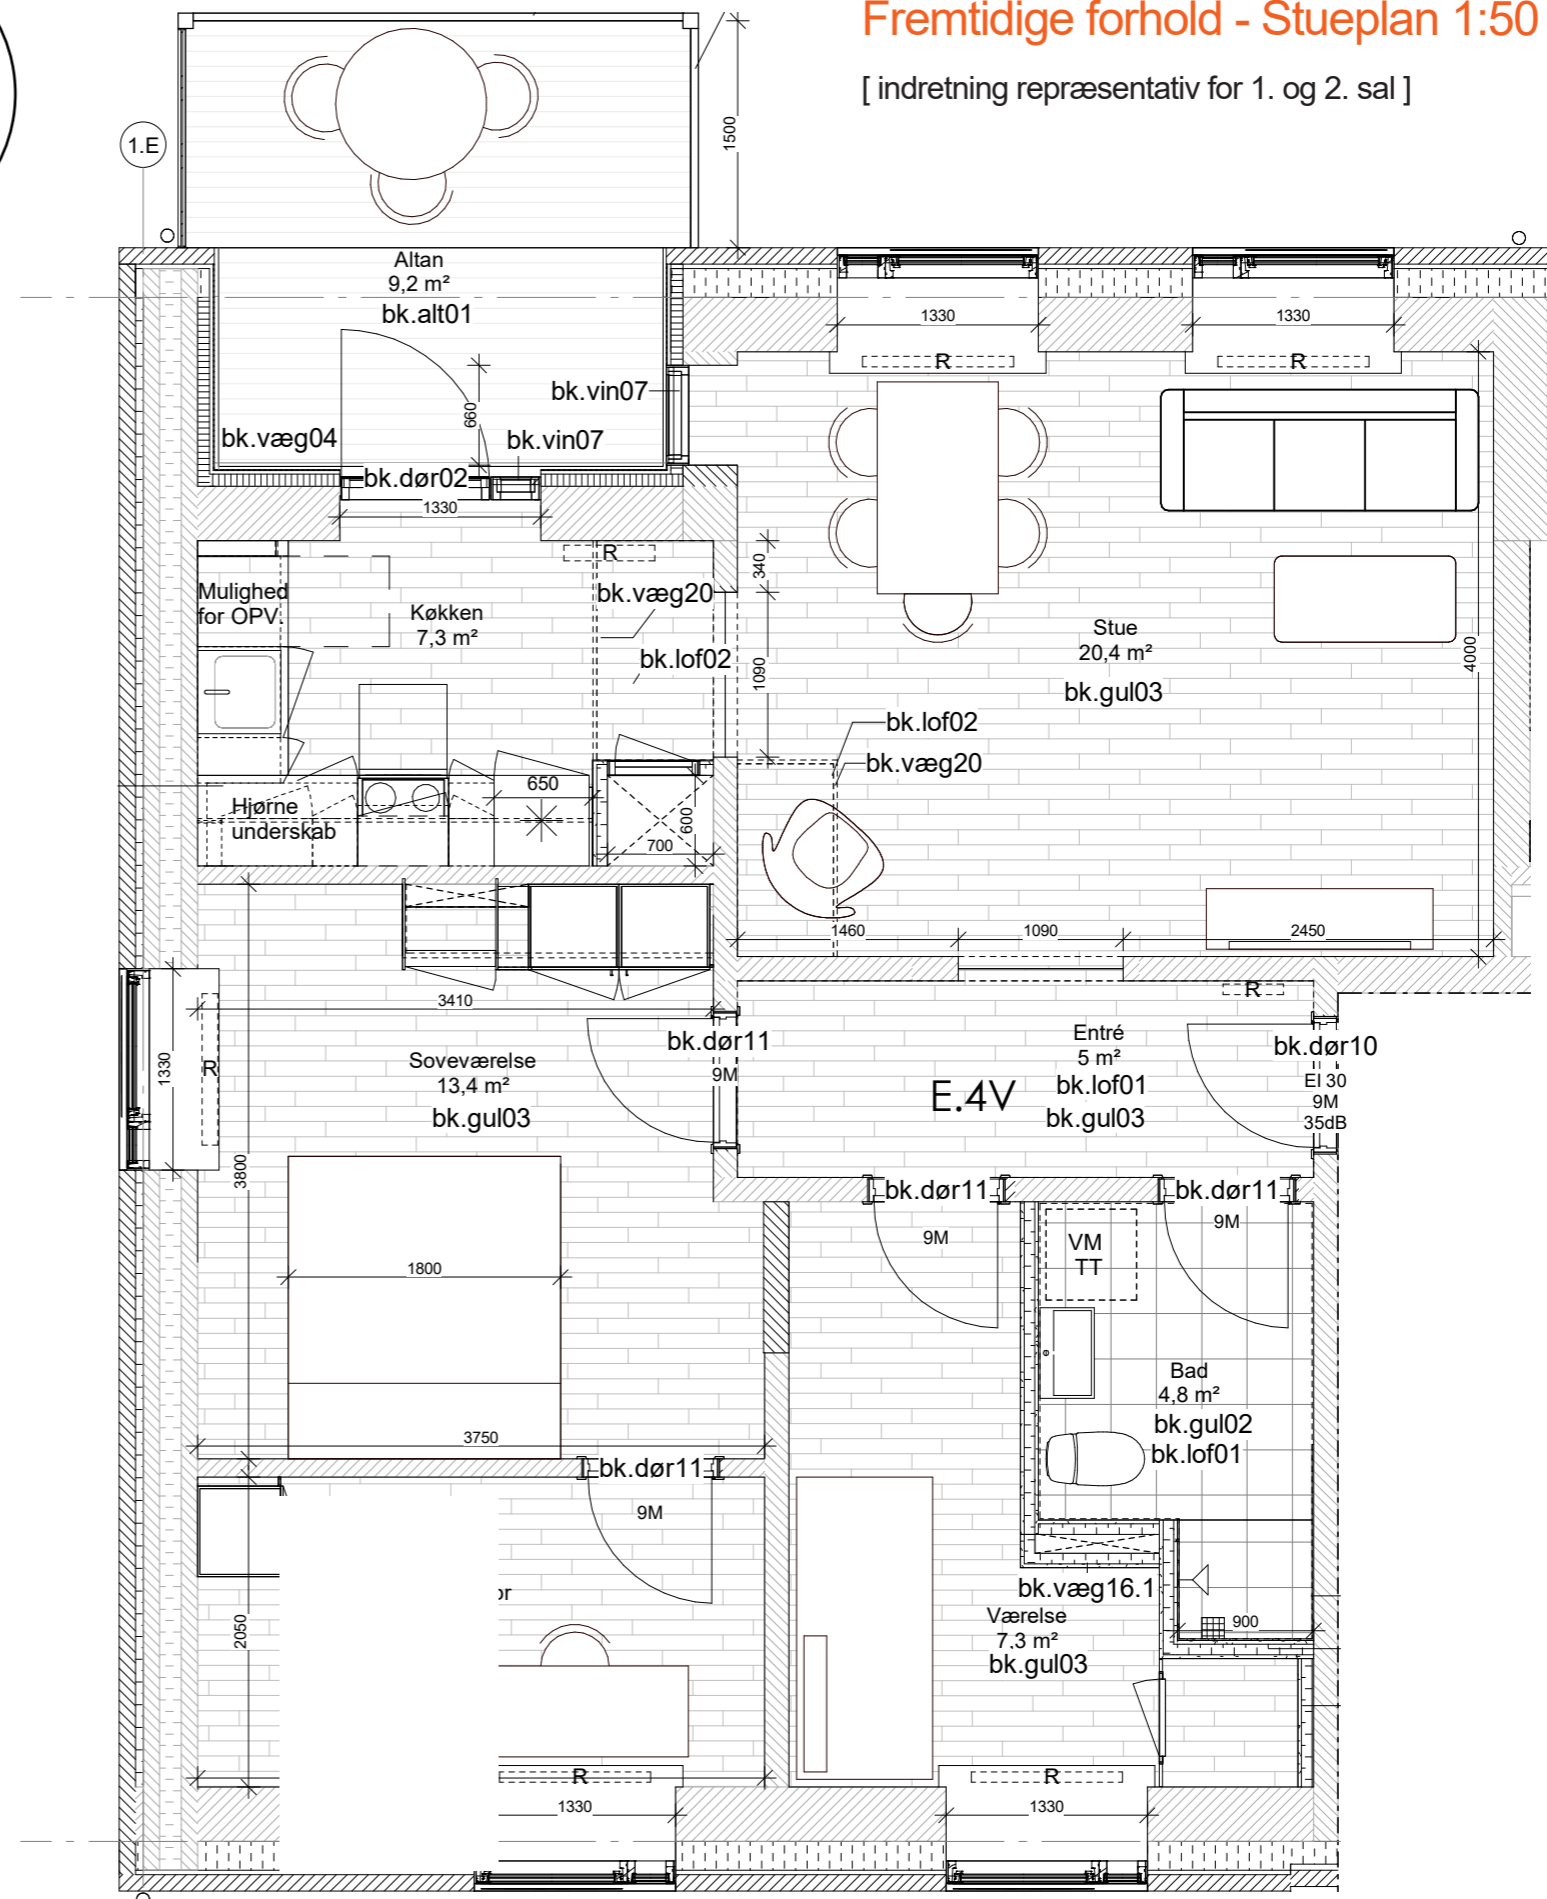 Fremtidige forhold - Stueplan 1:50
[ indretning repræsentativ for 1. og 2. sal ]
1.E
1500
Altan
9,2 m²
bk.alt01
1330
1330
R
R
bk.vin07
660
bk.væg04
bk.vin07
bk.dør02
1330
R
340
Mulighed
for OPV.
bk.væg20
Køkken
7,3 m²
Stue
20,4 m²
bk.gul03
4000
bk.lof02
1090
bk.lof02
bk.væg20
650
Hjørne
underskab
600
700
1460
1090
2450
3410
R
bk.dør11
9M
Entré
5 m²
bk.lof01
bk.gul03
E.4V
bk.dør10
EI 30
9M
35dB
1330
R
Soveværelse
13,4 m²
bk.gul03
3800
bk.dør11
9M
bk.dør11
9M
VM
TT
1800
Bad
4,8 m²
bk.gul02
bk.lof01
3750
bk.dør11
9M
or
bk.væg16.1
Værelse
7,3 m²
bk.gul03
900
2050
R
R
1330
1330